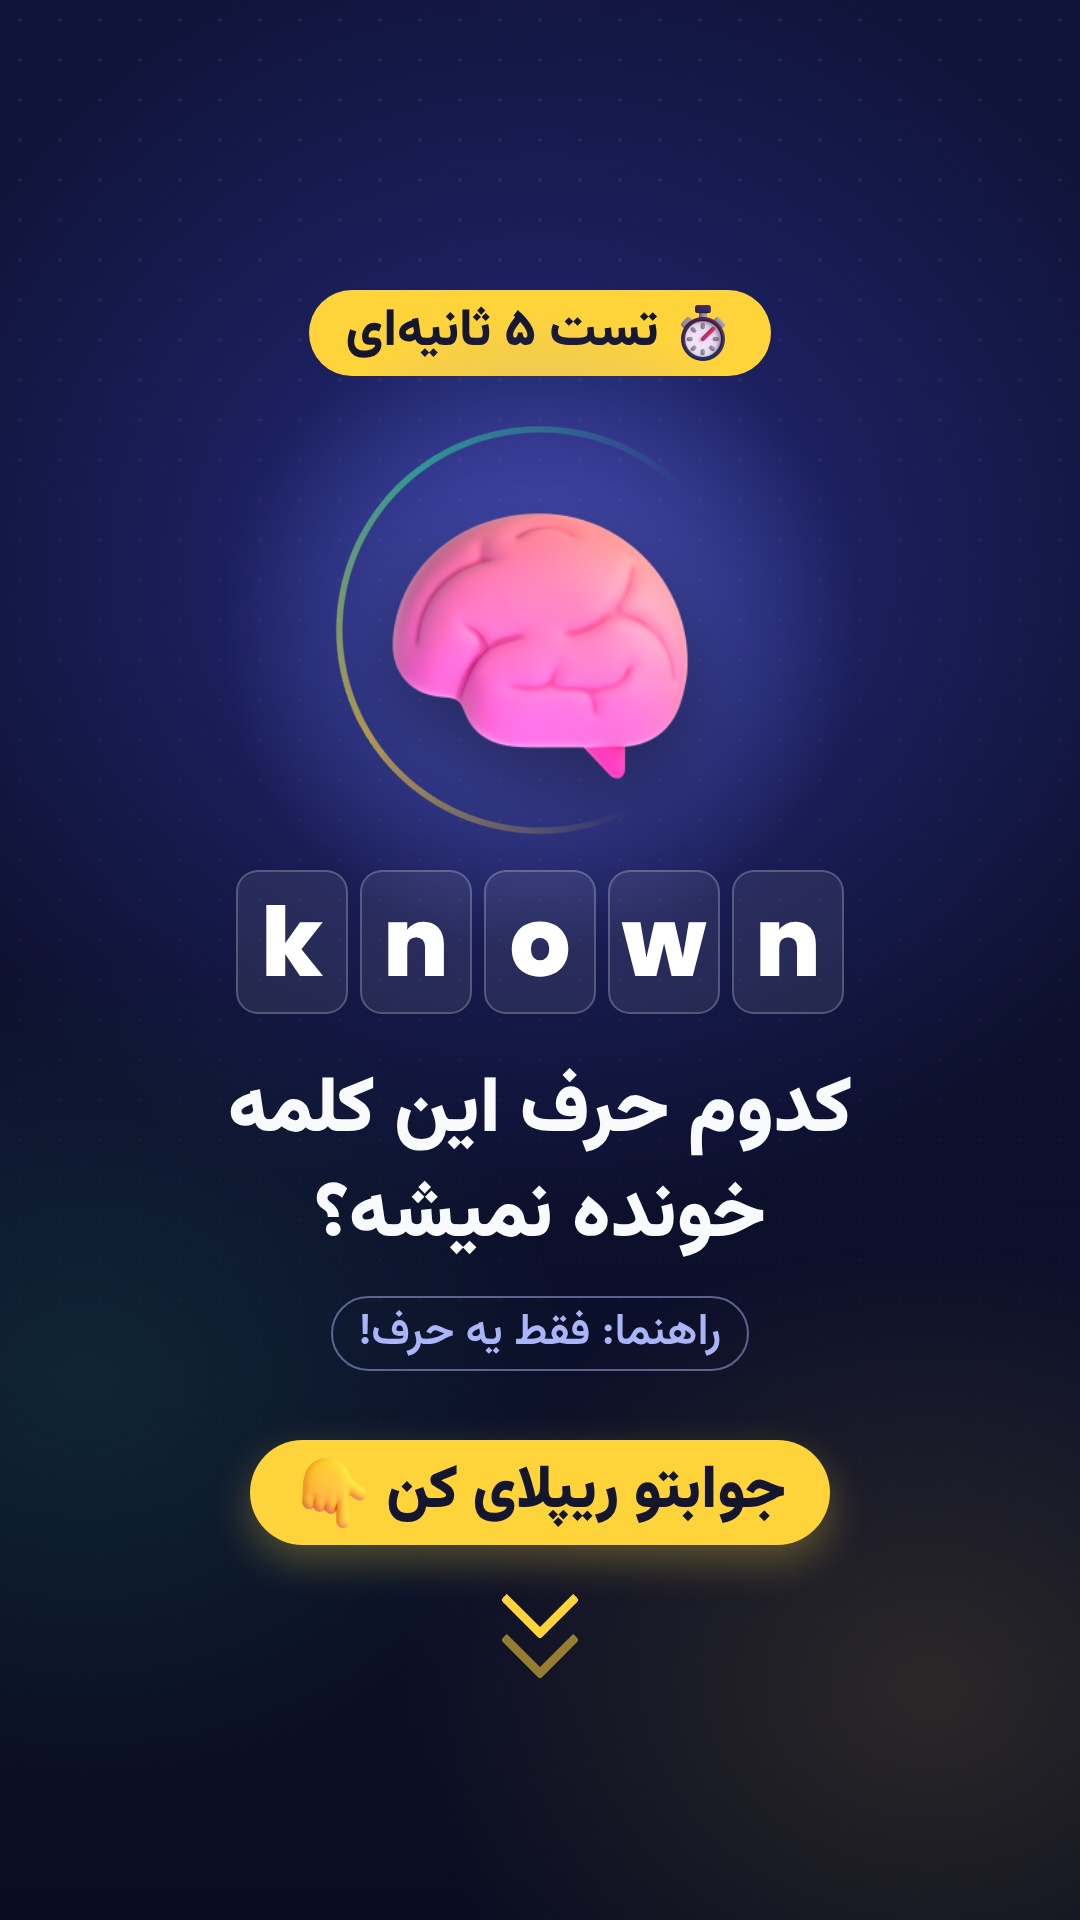 ⏱️ تست ۵ ثانیه‌ای
known
کدوم حرف این کلمه
خونده نمیشه؟
راهنما: فقط یه حرف!
جوابتو ریپلای کن 👇